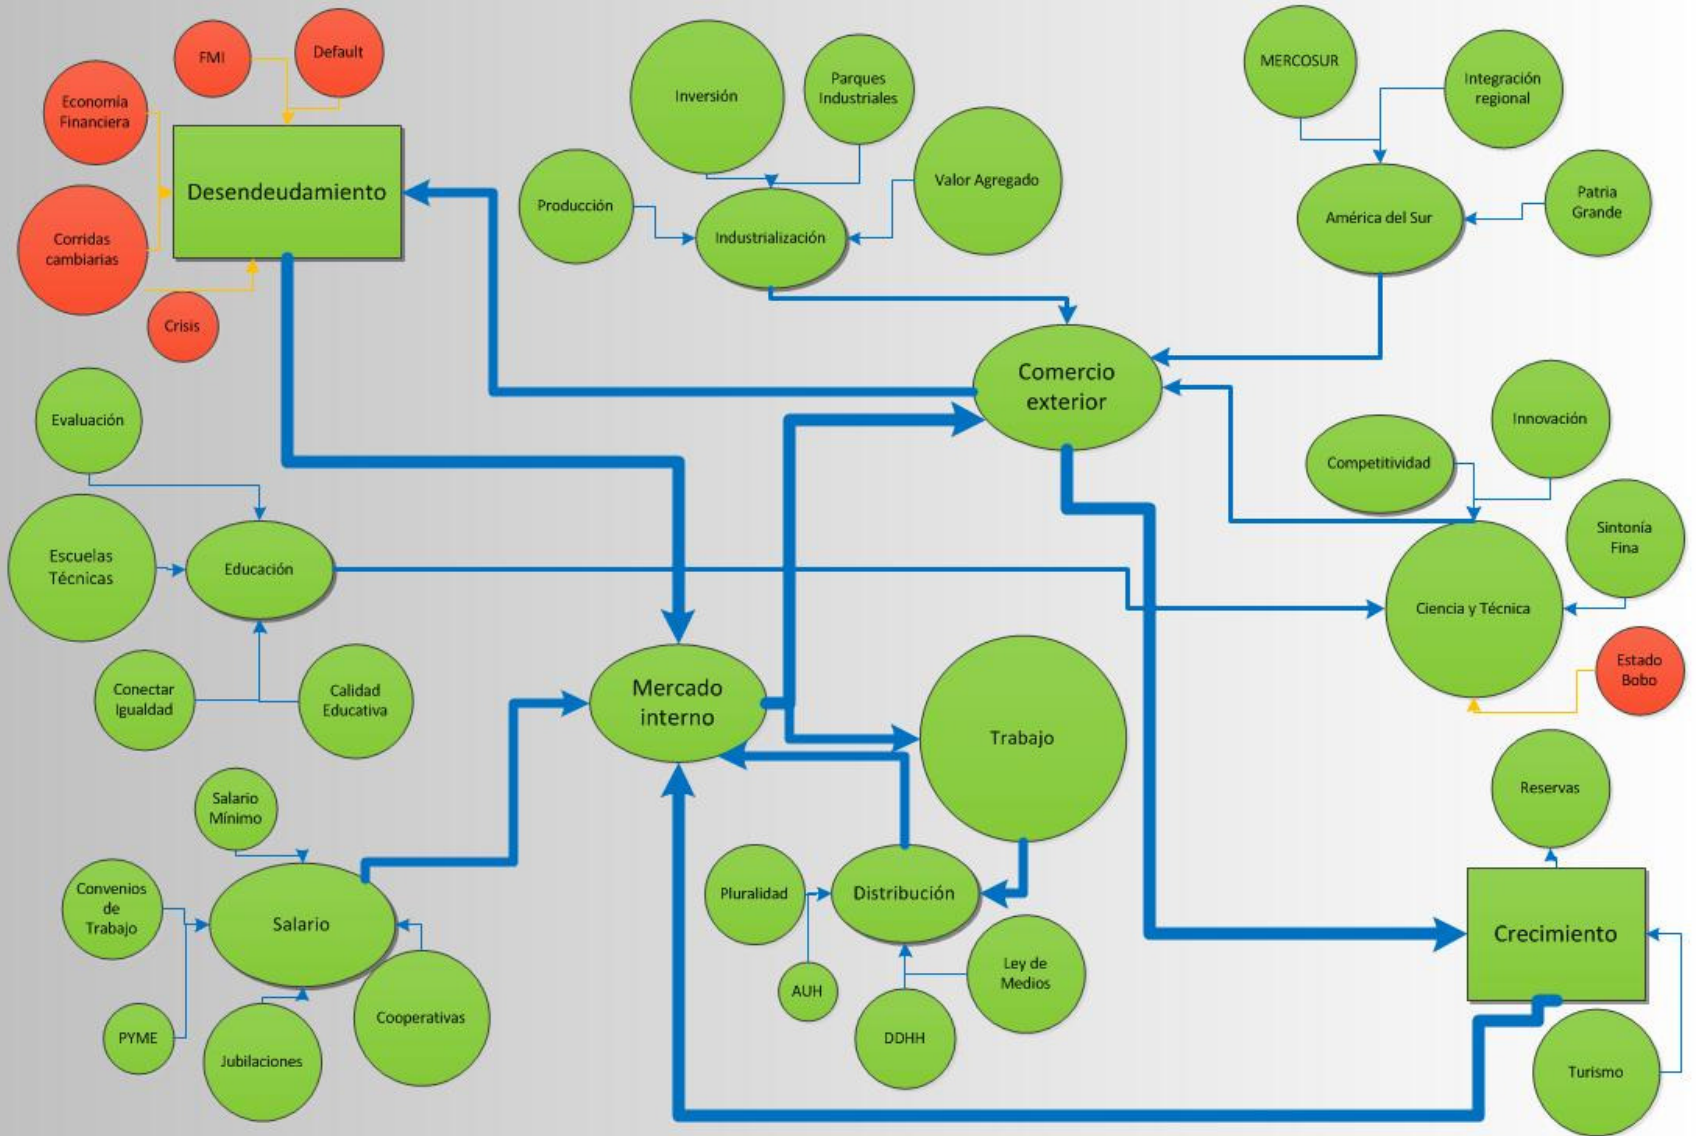 FMI
Default
Economía
Financiera
Desendeudamiento
Corridas
cambiarias
Crisis
Inversión
Parques
Industriales
Producción
Valor Agregado
Industrialización
MERCOSUR
Integración
regional
América del Sur
Patria
Grande
Comercio
exterior
Evaluación
Escuelas
Técnicas
Educación
Conectar
Igualdad
Calidad
Educativa
Innovación
Competitividad
Sintonía
Fina
Ciencia y Técnica
Estado
Bobo
Mercado
interno
Trabajo
Salario
Mínimo
Convenios
de
Trabajo
Salario
PYME
Jubilaciones
Cooperativas
Pluralidad
Distribución
AUH
DDHH
Ley de
Medios
Reservas
Crecimiento
Turismo